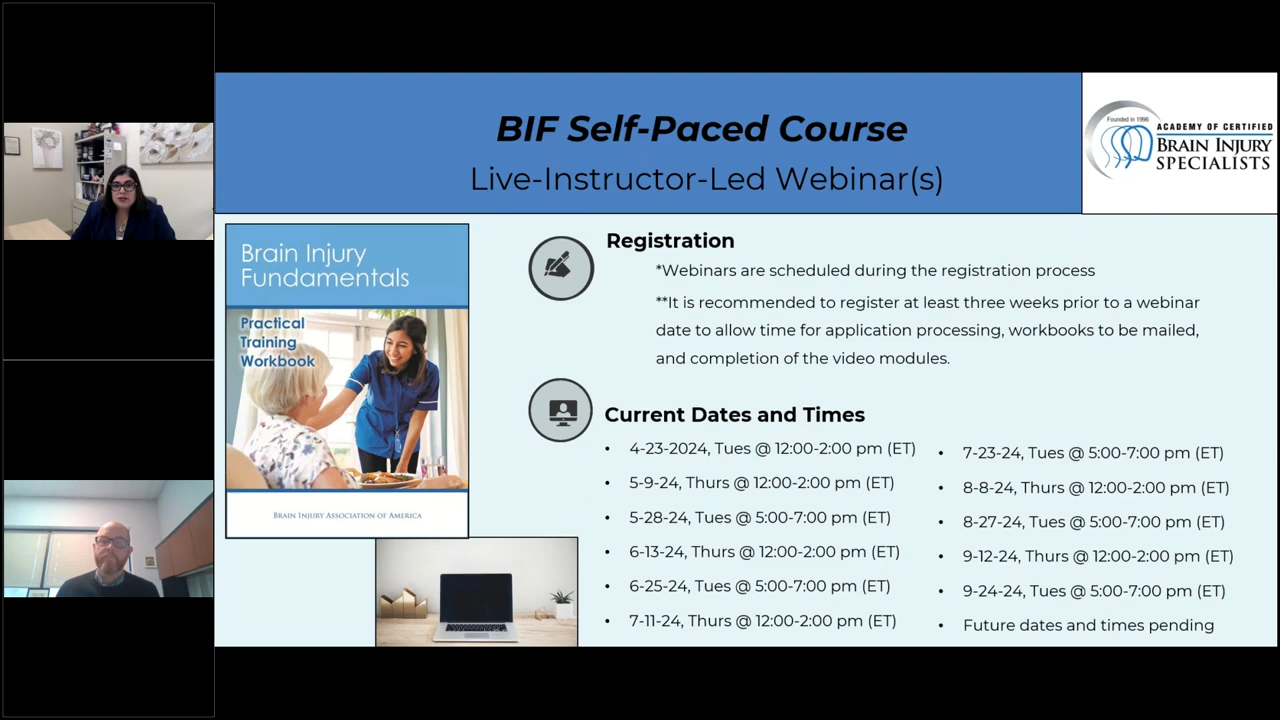 BIF Self-Paced Course
Live-Instructor-Led Webinar(s)
Founded in 1996
ACADEMY OF CERTIFIED
BRAIN INJURY
SPECIALISTS
Brain Injury
Fundamentals
Practical
Training
Workbook
BRAIN INJURY ASSOCIATION OF AMERICA
Registration
*Webinars are scheduled during the registration process
**It is recommended to register at least three weeks prior to a webinar
date to allow time for application processing, workbooks to be mailed,
and completion of the video modules.
Current Dates and Times
• 4-23-2024, Tues @ 12:00-2:00 pm (ET)
• 5-9-24, Thurs @ 12:00-2:00 pm (ET)
• 5-28-24, Tues @ 5:00-7:00 pm (ET)
• 6-13-24, Thurs @ 12:00-2:00 pm (ET)
• 6-25-24, Tues @ 5:00-7:00 pm (ET)
• 7-11-24, Thurs @ 12:00-2:00 pm (ET)
• 7-23-24, Tues @ 5:00-7:00 pm (ET)
• 8-8-24, Thurs @ 12:00-2:00 pm (ET)
• 8-27-24, Tues @ 5:00-7:00 pm (ET)
• 9-12-24, Thurs @ 12:00-2:00 pm (ET)
• 9-24-24, Tues @ 5:00-7:00 pm (ET)
• Future dates and times pending